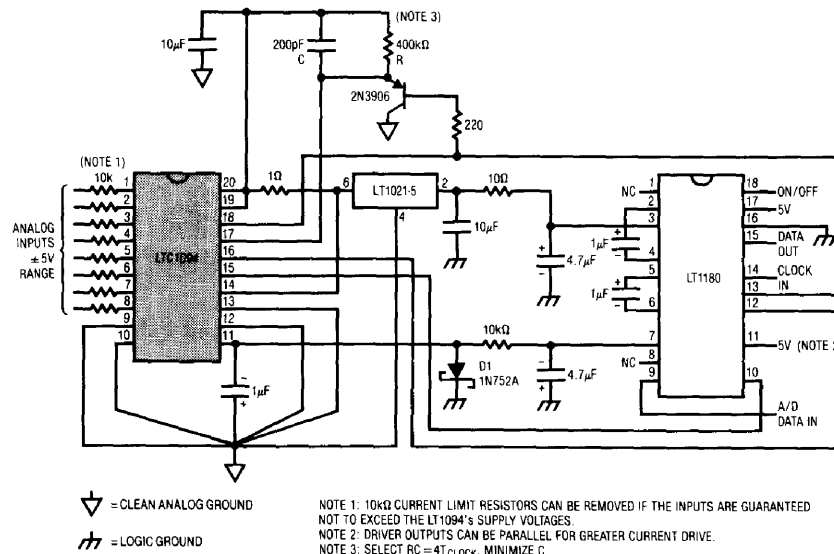 (NOTE 3)
10µF
200pF
C
400kΩ
R
2N3906
220
(NOTE 1)
10k
1
2
3
4
5
6
7
8
9
10
ANALOG
INPUTS
±5V
RANGE
LTC1094
20
19
18
17
16
15
14
13
12
11
1Ω
6
LT1021-5
2
4
10Ω
10µF
4.7µF
1µF
1µF
NC
1
2
3
4
5
6
7
NC
8
9
LT1180
18
17
16
15
14
13
12
11
10
ON/OFF
5V
DATA
OUT
CLOCK
IN
5V (NOTE 2
A/D
DATA IN
10kΩ
D1
1N752A
4.7µF
1µF
= CLEAN ANALOG GROUND
= LOGIC GROUND
NOTE 1: 10kΩ CURRENT LIMIT RESISTORS CAN BE REMOVED IF THE INPUTS ARE GUARANTEED
NOT TO EXCEED THE LT1094's SUPPLY VOLTAGES.
NOTE 2: DRIVER OUTPUTS CAN BE PARALLEL FOR GREATER CURRENT DRIVE.
NOTE 3: SELECT RC = 4TCLOCK, MINIMIZE C